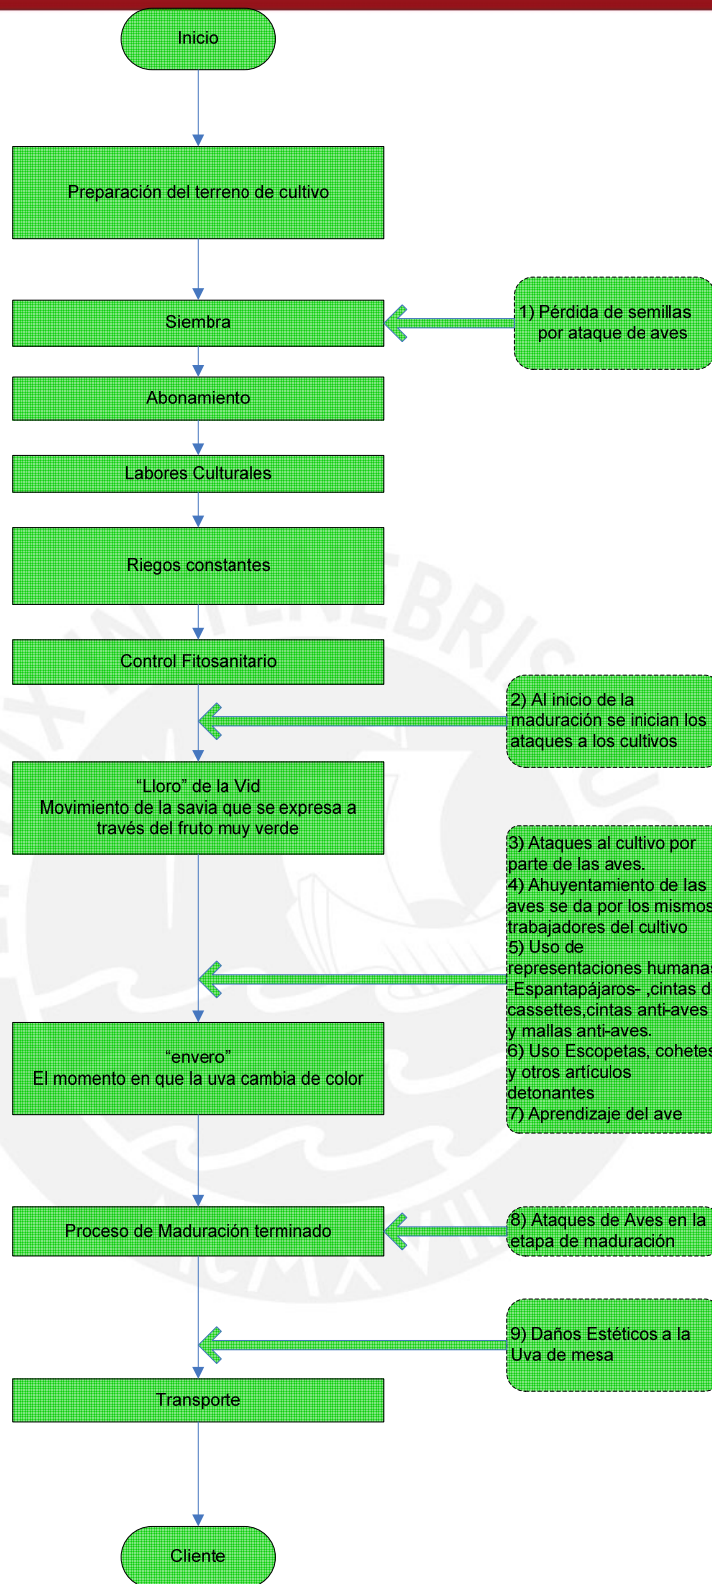 Inicio
Preparación del terreno de cultivo
Siembra
1) Pérdida de semillas
por ataque de aves
Abonamiento
Labores Culturales
Riegos constantes
Control Fitosanitario
2) Al inicio de la
maduración se inician los
ataques a los cultivos
“Lloro” de la Vid
Movimiento de la savia que se expresa a
través del fruto muy verde
3) Ataques al cultivo por
parte de las aves.
4) Ahuyentamiento de las
aves se da por los mismos
trabajadores del cultivo
5) Uso de
representaciones humanas
-Espantapájaros- ,cintas d
cassettes,cintas anti-aves
y mallas anti-aves.
6) Uso Escopetas, cohetes
y otros artículos
detonantes
7) Aprendizaje del ave
“envero”
El momento en que la uva cambia de color
Proceso de Maduración terminado
8) Ataques de Aves en la
etapa de maduración
9) Daños Estéticos a la
Uva de mesa
Transporte
Cliente
TENEBRIS
MCMXVII